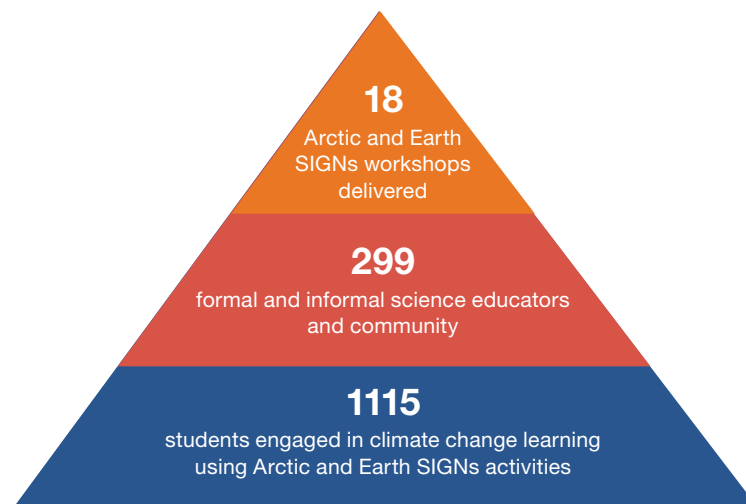 18
Arctic and Earth
SIGNs workshops
delivered
299
formal and informal science educators
and community
1115
students engaged in climate change learning
using Arctic and Earth SIGNs activities